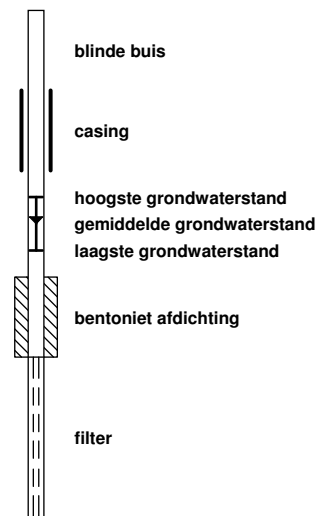 blinde buis
casing
hoogste grondwaterstand
gemiddelde grondwaterstand
laagste grondwaterstand
bentoniet afdichting
filter